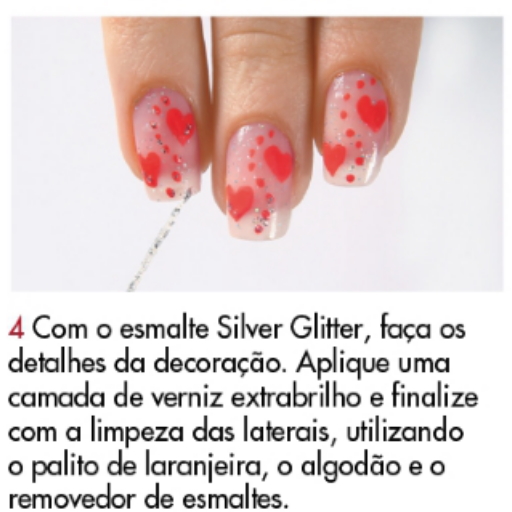 4 Com o esmalte Silver Glitter, faça os
detalhes da decoração. Aplique uma
camada de verniz extrabrilho e finalize
com a limpeza das laterais, utilizando
o palito de laranjeira, o algodão e o
removedor de esmaltes.